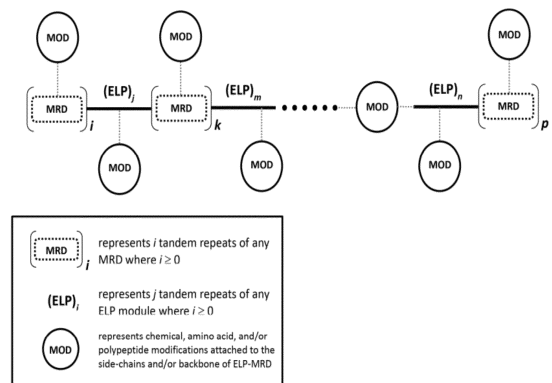 MOD
MOD
MOD
MRD
i
(ELP)j
MRD
k
(ELP)m
MOD
(ELP)n
MRD
p
MOD
MOD
MOD
MRD
i
represents i tandem repeats of any
MRD where i ≥ 0
(ELP)i
represents j tandem repeats of any
ELP module where i ≥ 0
MOD
represents chemical, amino acid, and/or
polypeptide modifications attached to the
side-chains and/or backbone of ELP-MRD